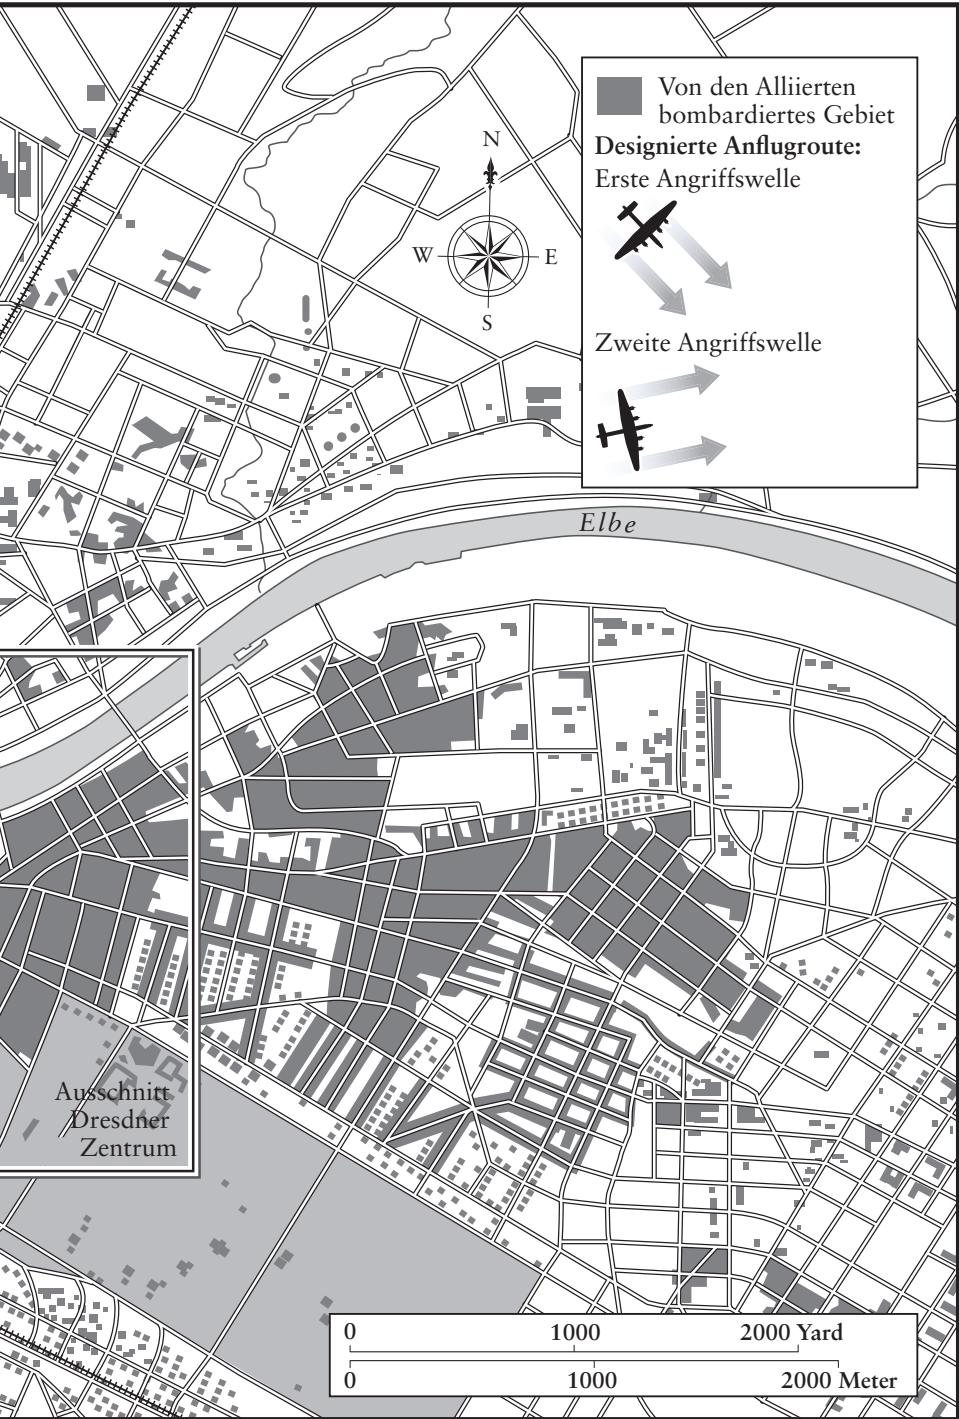 Von den Alliierten
bombardiertes Gebiet
Designierte Anflugroute:
Erste Angriffswelle
Zweite Angriffswelle
N
W
E
S
Elbe
Ausschnitt
Dresdner
Zentrum
0 1000 2000 Yard
0 1000 2000 Meter